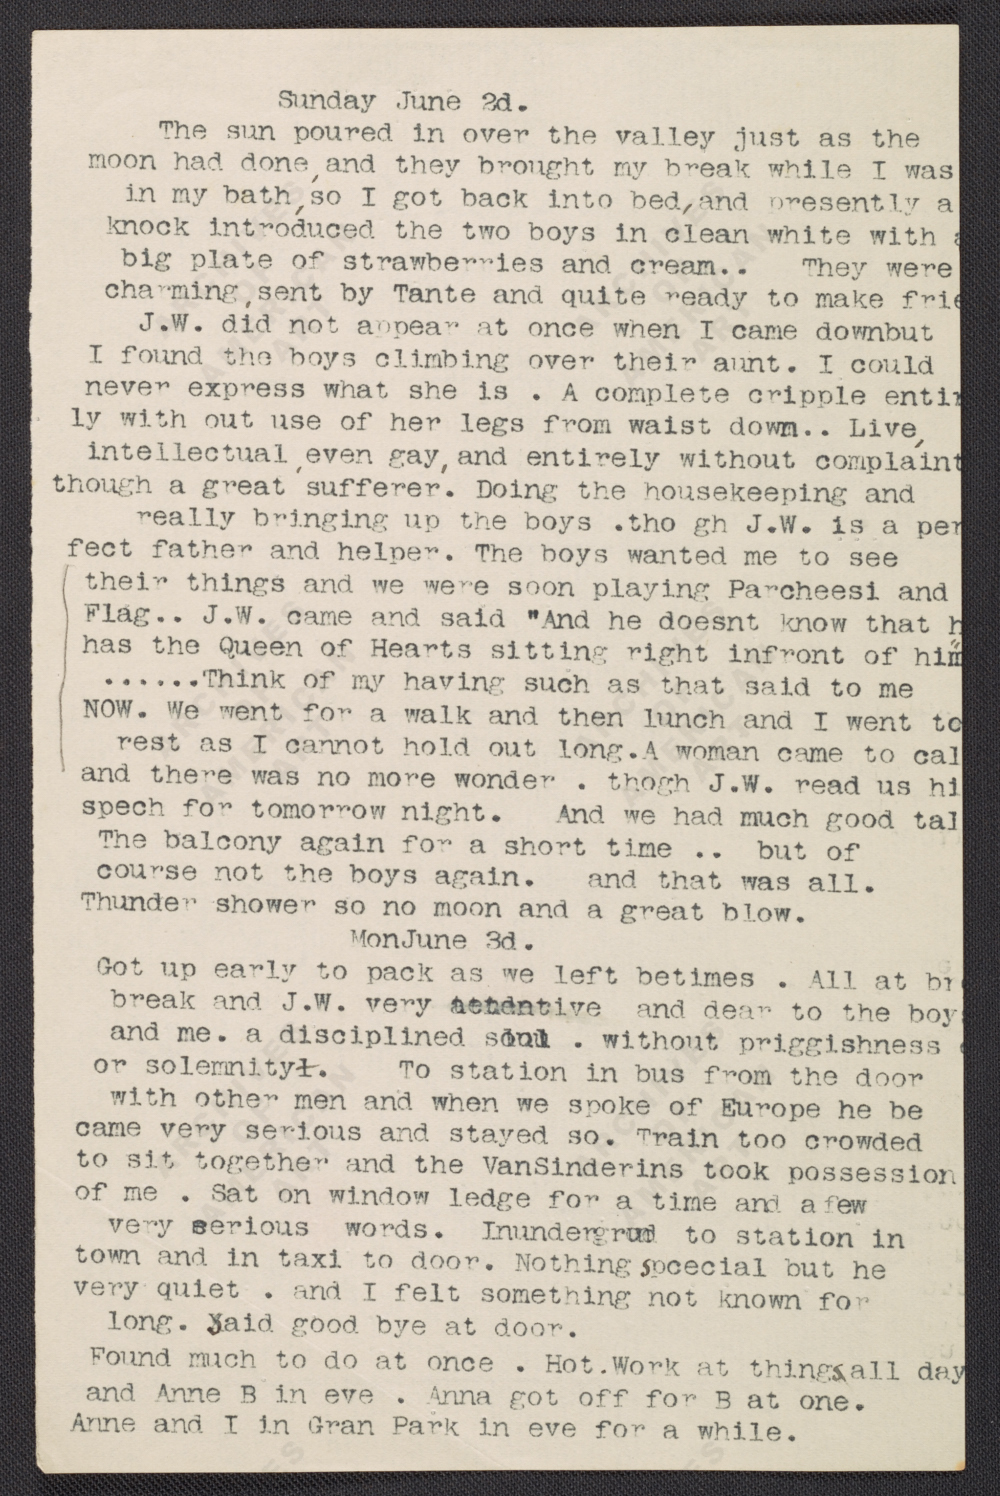 Sunday June 2d.
The sun poured in over the valley just as the
moon had done,and they brought my break while I was
in my bath,so I got back into bed,and presently a
knock introduced the two boys in clean white with a
big plate of strawberries and cream.. They were
charming,sent by Tante and quite ready to make frie
J.W. did not appear at once when I came downbut
I found the boys climbing over their aunt. I could
never express what she is . A complete cripple entir
ly with out use of her legs from waist down.. Live,
intellectual,even gay,and entirely without complaint
though a great sufferer. Doing the housekeeping and
really bringing up the boys .tho gh J.W. is a per
fect father and helper. The boys wanted me to see
their things and we were soon playing Parcheesi and
Flag.. J.W. came and said "And he doesnt know that h
has the Queen of Hearts sitting right infront of him"
......Think of my having such as that said to me
NOW. We went for a walk and then lunch and I went to
rest as I cannot hold out long.A woman came to cal
and there was no more wonder . thogh J.W. read us hi
spech for tomorrow night. And we had much good tal
The balcony again for a short time .. but of
course not the boys again. and that was all.
Thunder shower so no moon and a great blow.
MonJune 3d.
Got up early to pack as we left betimes . All at br
break and J.W. very attentive and dear to the boy
and me. a disciplined soul . without priggishness
or solemnityt. To station in bus from the door
with other men and when we spoke of Europe he be
came very serious and stayed so. Train too crowded
to sit together and the VanSinderins took possession
of me . Sat on window ledge for a time and afew
very serious words. Inundergrud to station in
town and in taxi to door. Nothing spcecial but he
very quiet . and I felt something not known for
long. Said good bye at door.
Found much to do at once . Hot.Work at things all day
and Anne B in eve . Anna got off for B at one.
Anne and I in Gran Park in eve for a while.